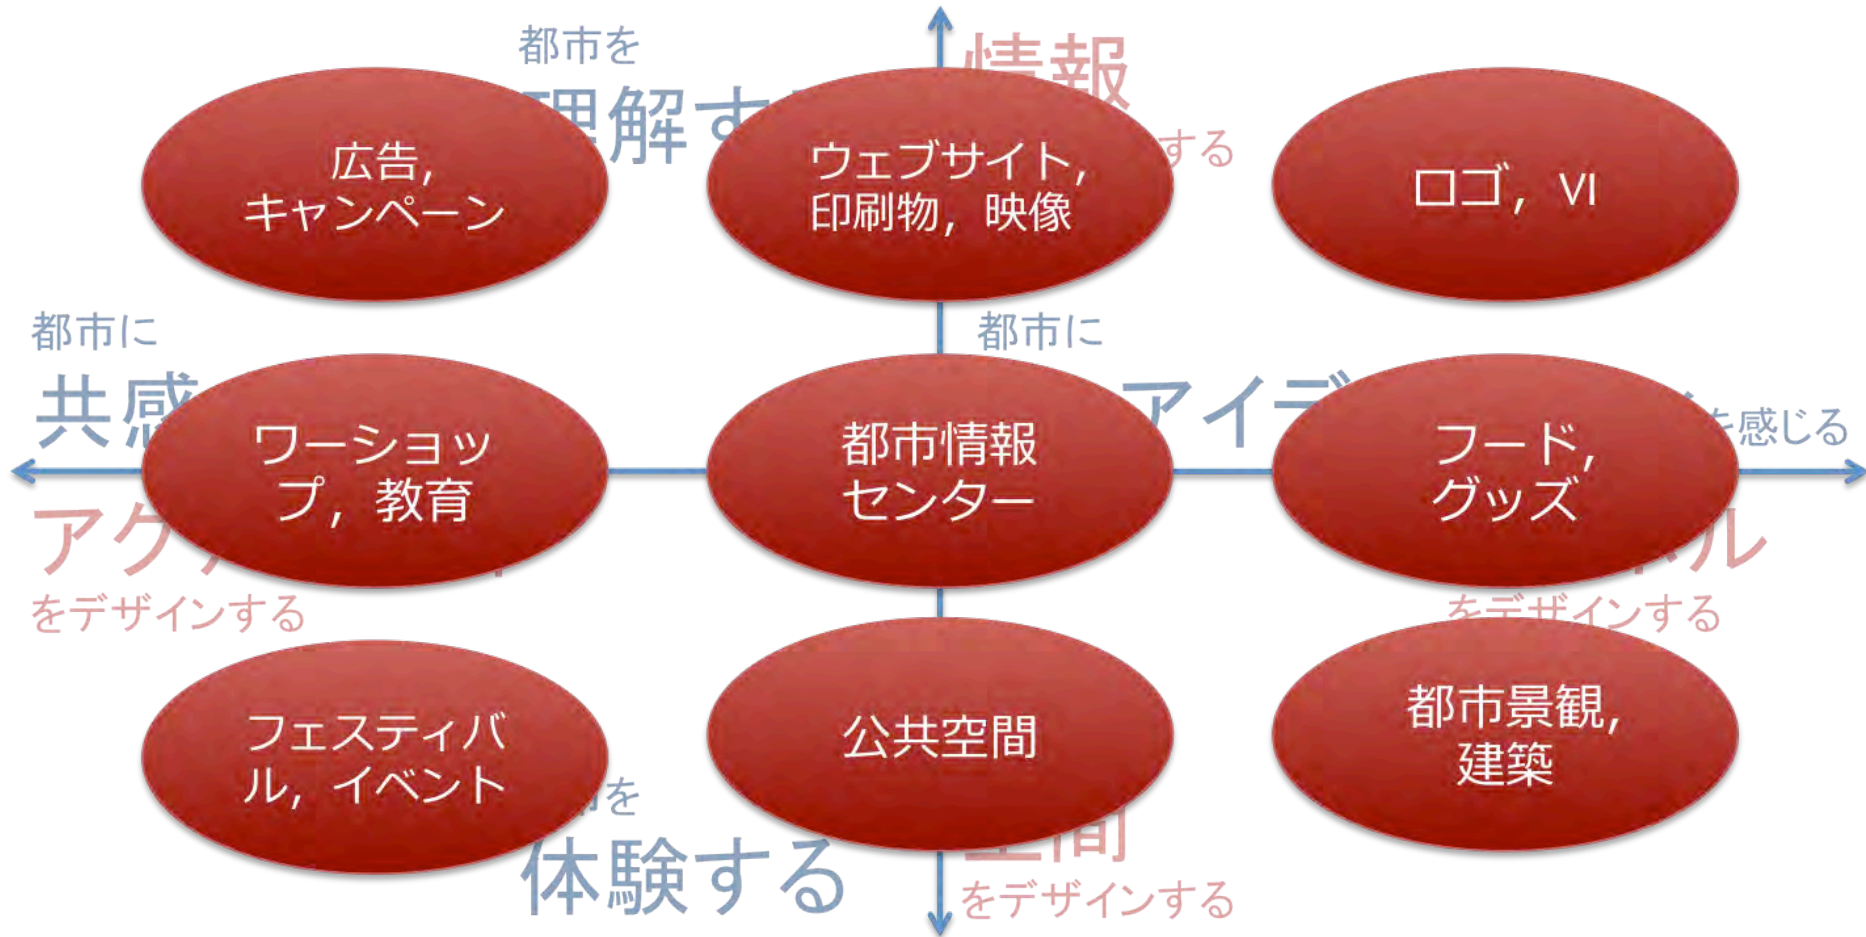 都市を
情報
理解す
する
広告,
キャンペーン
ウェブサイト,
印刷物, 映像
ロゴ, VI
都市に
都市に
共感
アイデ
を感じる
ワーショッ
プ, 教育
都市情報
センター
フード,
グッズ
アク
ル
をデザインする
をデザインする
フェスティバ
ル, イベント
公共空間
都市景観,
建築
市を
空間
体験する
をデザインする